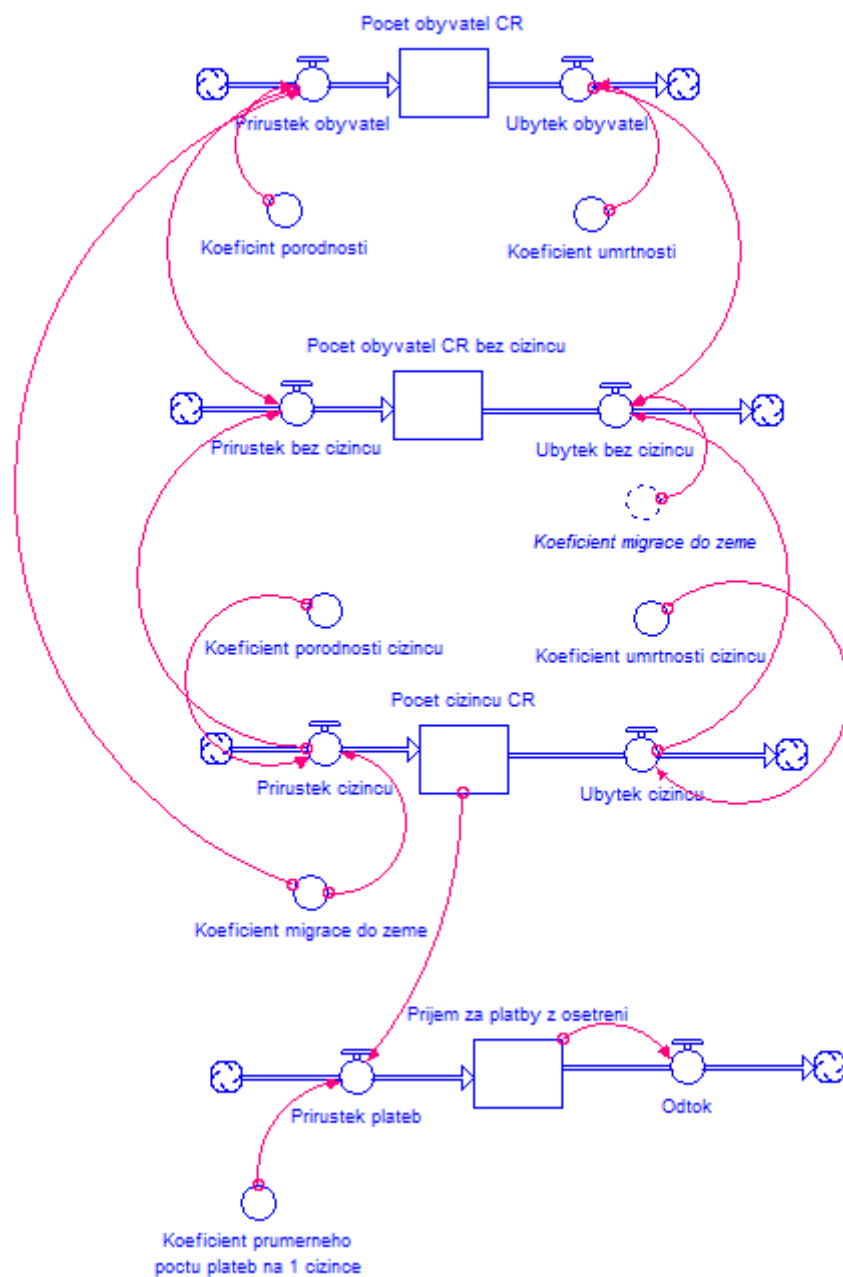 Pocet obyvatel CR
Prirustek obyvatel
Ubytek obyvatel
Koeficint porodnosti
Koeficient umrtnosti
Pocet obyvatel CR bez cizincu
Prirustek bez cizincu
Ubytek bez cizincu
Koeficient migrace do zeme
Koeficient porodnosti cizincu
Koeficient umrtnosti cizincu
Pocet cizincu CR
Prirustek cizincu
Ubytek cizincu
Koeficient migrace do zeme
Prijem za platby z osetreni
Prirustek plateb
Odtok
Koeficient prumerneho
poctu plateb na 1 cizince